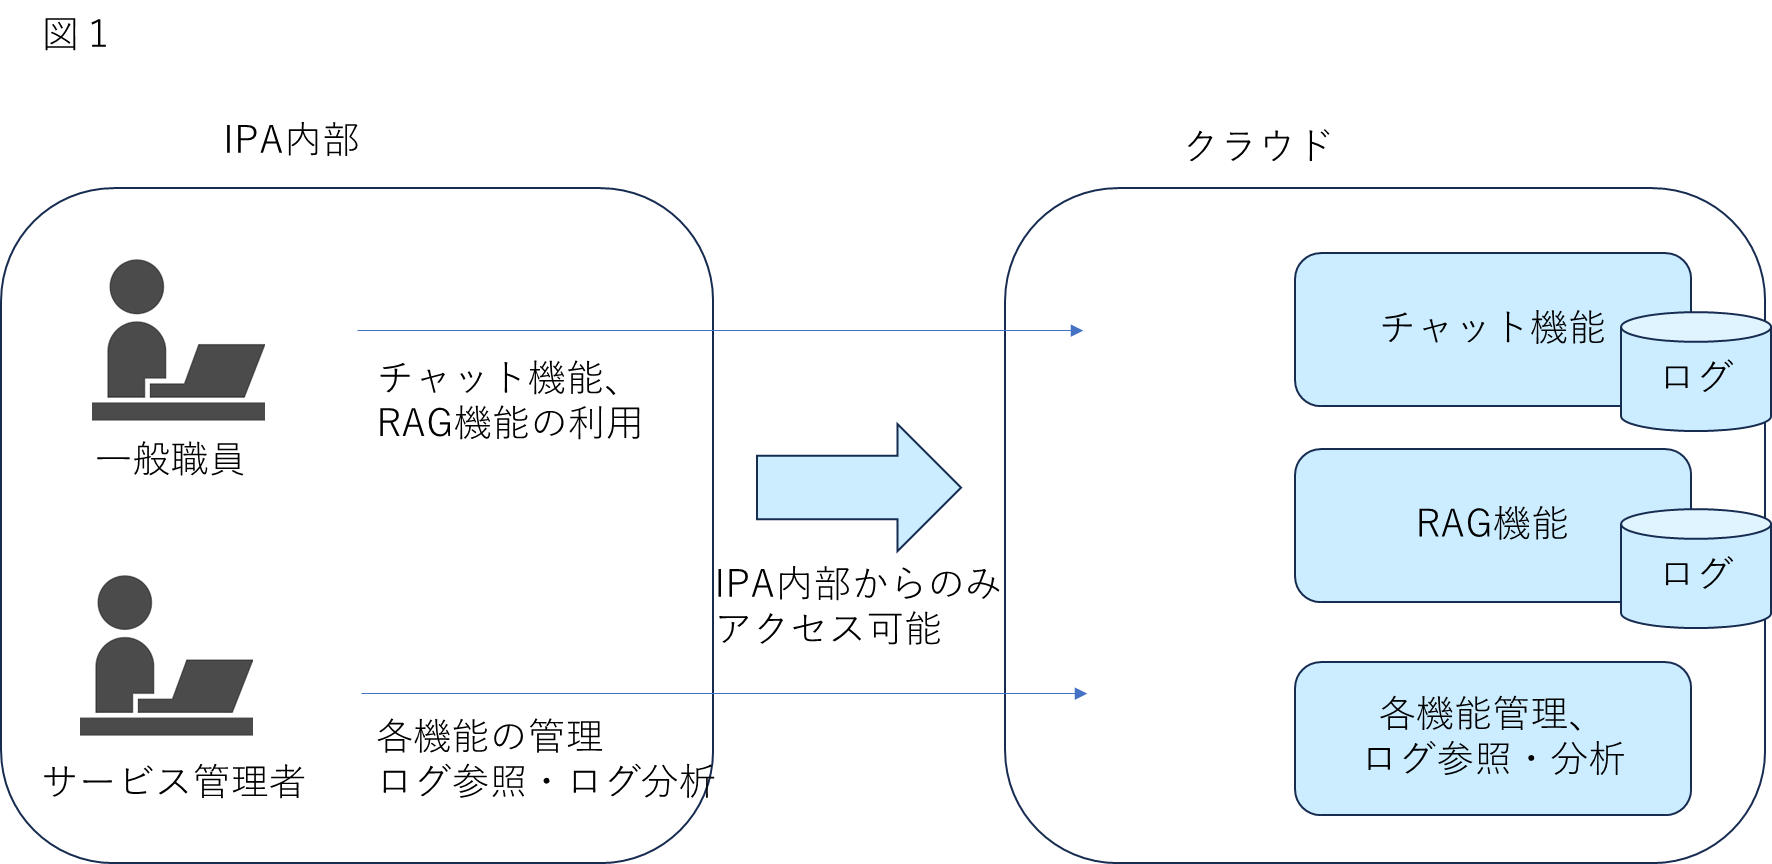 図1
IPA内部
クラウド
一般職員
チャット機能、
RAG機能の利用
サービス管理者
各機能の管理
ログ参照・ログ分析
IPA内部からのみ
アクセス可能
チャット機能
ログ
RAG機能
ログ
各機能管理、
ログ参照・分析